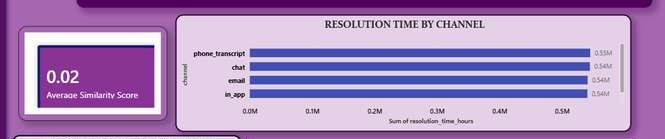 RESOLUTION TIME BY CHANNEL
0.02
Average Similarity Score
channel
phone_transcript 0.55M
chat 0.54M
email 0.54M
in_app 0.54M
0.0M 0.1M 0.2M 0.3M 0.4M 0.5M
Sum of resolution_time_hours